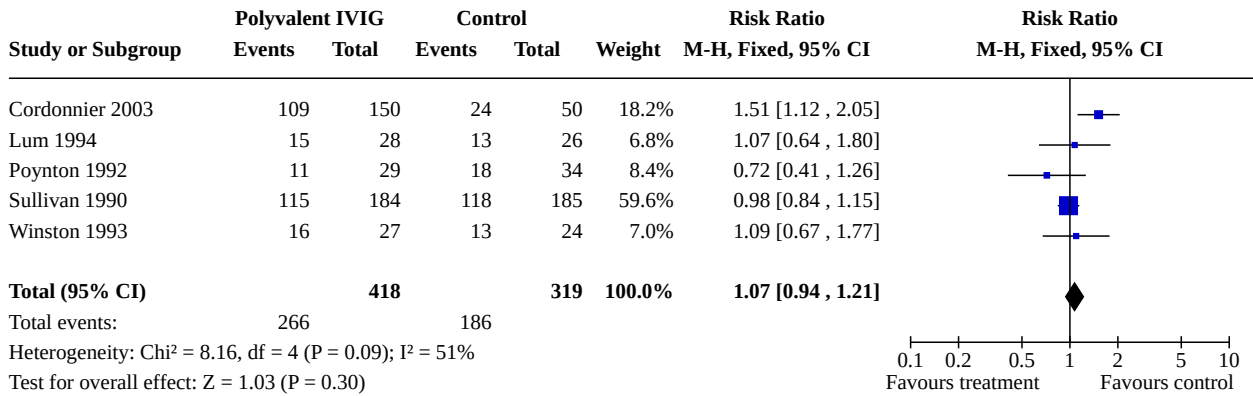 Polyvalent IVIG Control Risk Ratio Risk Ratio
Study or Subgroup Events Total Events Total Weight M-H, Fixed, 95% CI M-H, Fixed, 95% CI
Cordonnier 2003 109 150 24 50 18.2% 1.51 [1.12 , 2.05]
Lum 1994 15 28 13 26 6.8% 1.07 [0.64 , 1.80]
Poynton 1992 11 29 18 34 8.4% 0.72 [0.41 , 1.26]
Sullivan 1990 115 184 118 185 59.6% 0.98 [0.84 , 1.15]
Winston 1993 16 27 13 24 7.0% 1.09 [0.67 , 1.77]
Total (95% CI) 418 319 100.0% 1.07 [0.94 , 1.21]
Total events: 266 186
Heterogeneity: Chi² = 8.16, df = 4 (P = 0.09); I² = 51%
0.1 0.2 0.5 1 2 5 10
Test for overall effect: Z = 1.03 (P = 0.30) Favours treatment Favours control